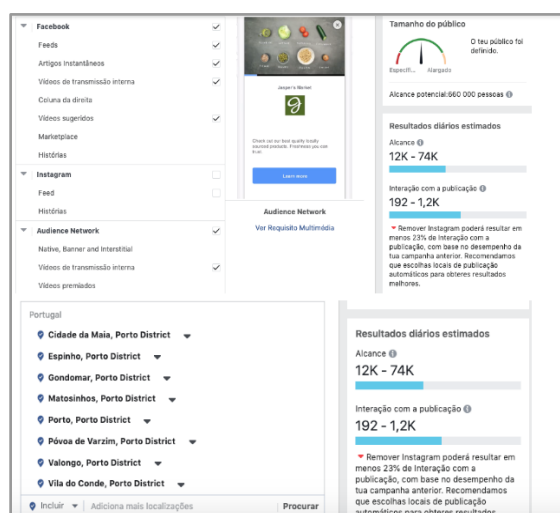 Facebook
Feeds
Artigos Instantâneos
Vídeos de transmissão interna
Coluna da direita
Vídeos sugeridos
Marketplace
Histórias
Instagram
Feed
Histórias
Audience Network
Native, Banner and Interstitial
Vídeos de transmissão interna
Vídeos premiados
Jasper's Market
Check out our best quality locally
sourced products. Freshness you can
trust.
Learn more
Audience Network
Ver Requisito Multimédia
Tamanho do público
O teu público foi
definido.
Específi... Alargado
Alcance potencial:660 000 pessoas
Resultados diários estimados
Alcance
12K - 74K
Interação com a publicação
192 - 1,2K
Remover Instagram poderá resultar em
menos 23% de Interação com a
publicação, com base no desempenho da
tua campanha anterior. Recomendamos
que escolhas locais de publicação
automáticos para obteres resultados
melhores.
Portugal
Cidade da Maia, Porto District
Espinho, Porto District
Gondomar, Porto District
Matosinhos, Porto District
Porto, Porto District
Póvoa de Varzim, Porto District
Valongo, Porto District
Vila do Conde, Porto District
Incluir Adiciona mais localizações Procurar
Resultados diários estimados
Alcance
12K - 74K
Interação com a publicação
192 - 1,2K
Remover Instagram poderá resultar em
menos 23% de Interação com a
publicação, com base no desempenho da
tua campanha anterior. Recomendamos
que escolhas locais de publicação
automáticos para obteres resultados